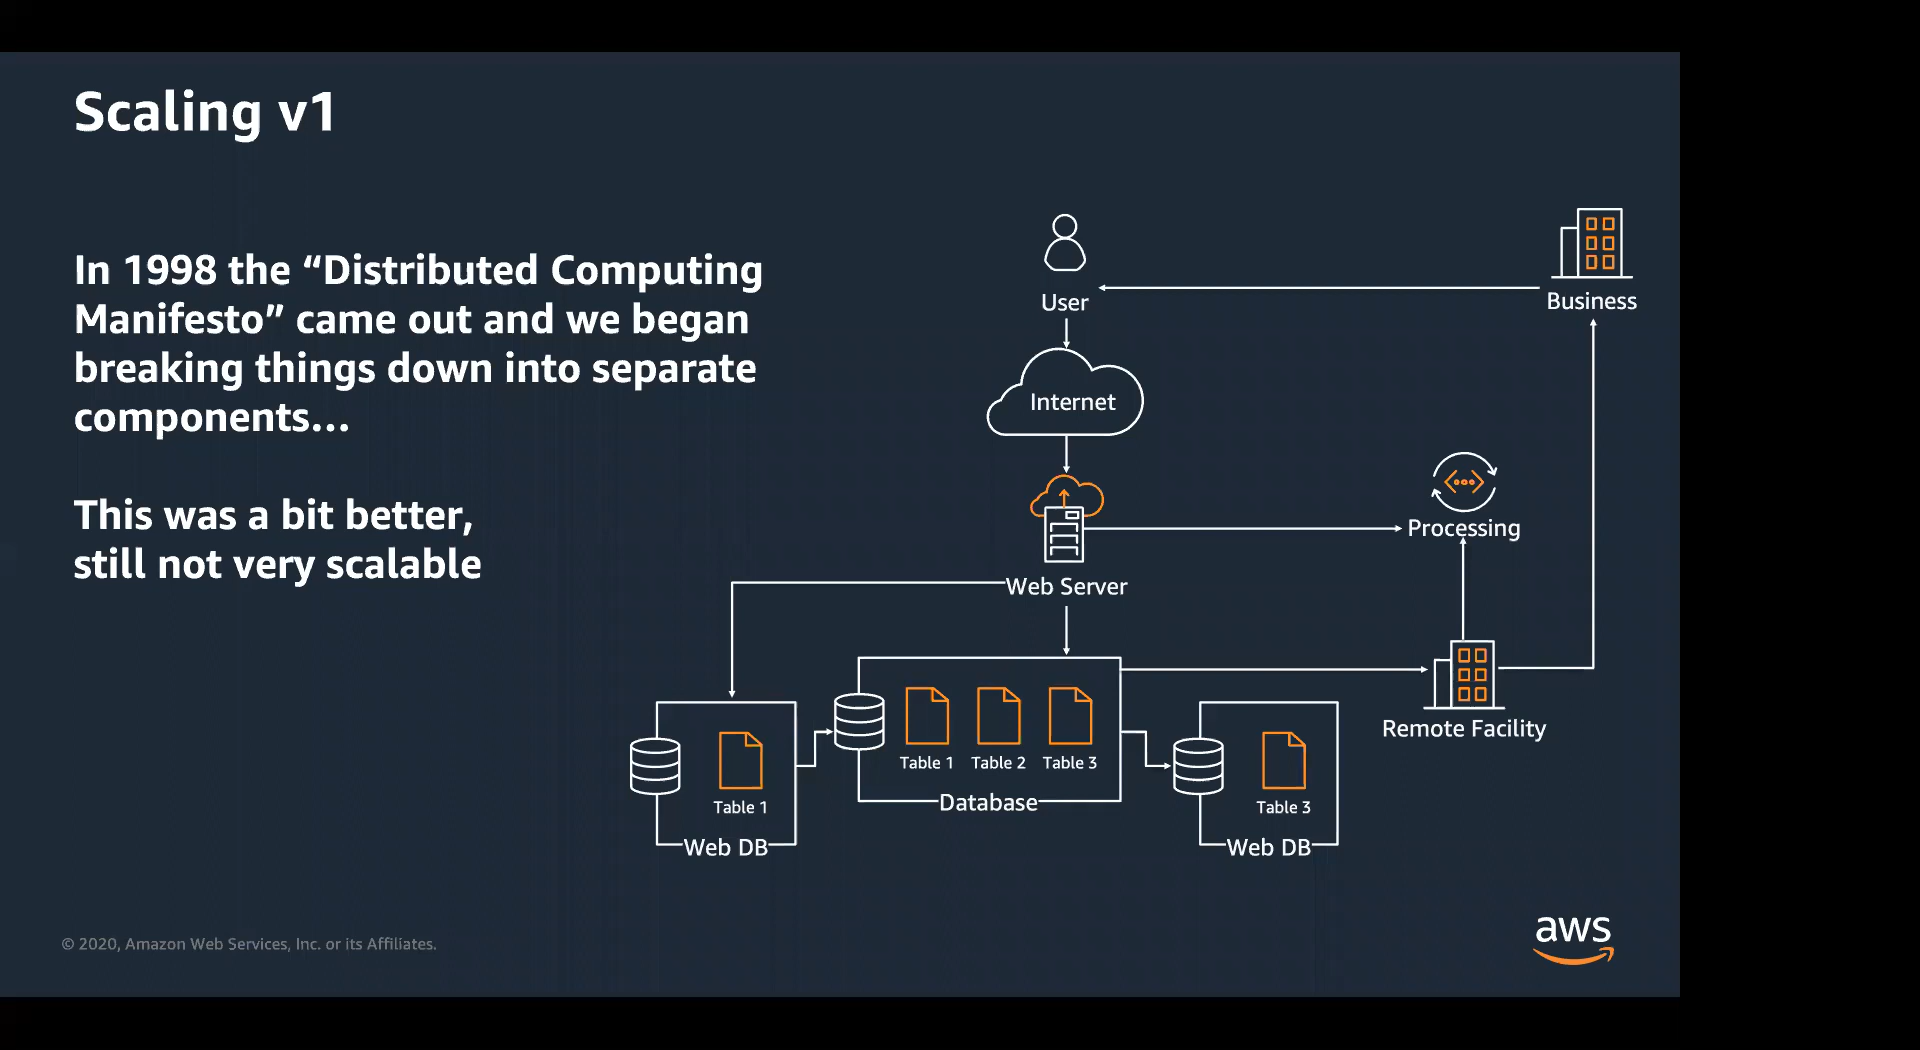 Scaling v1
In 1998 the “Distributed Computing
Manifesto” came out and we began
breaking things down into separate
components...
This was a bit better,
still not very scalable
User
Business
Internet
Processing
Web Server
Remote Facility
Table 1
Web DB
Table 1 Table 2 Table 3
Database
Table 3
Web DB
© 2020, Amazon Web Services, Inc. or its Affiliates.
aws